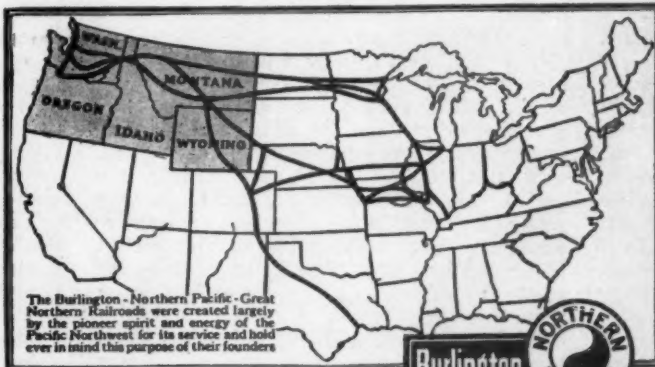 WASH.
MONTANA
OREGON
IDAHO
WYOMING
The Burlington - Northern Pacific - Great
Northern Railroads were created largely
by the pioneer spirit and energy of the
Pacific Northwest for its service and hold
ever in mind this purpose of their founders
NORTHERN
Burlington